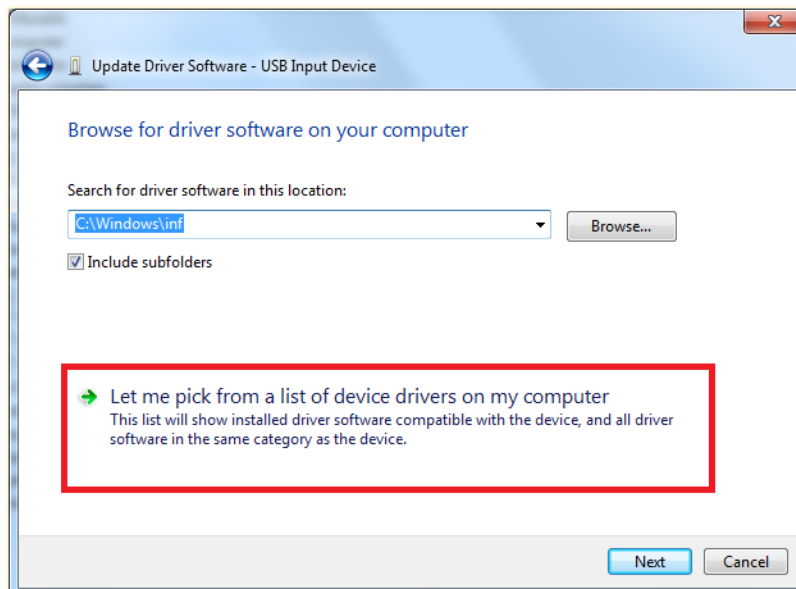 Update Driver Software - USB Input Device
Browse for driver software on your computer
Search for driver software in this location:
C:\Windows\inf
Browse...
Include subfolders
Let me pick from a list of device drivers on my computer
This list will show installed driver software compatible with the device, and all driver
software in the same category as the device.
Next
Cancel